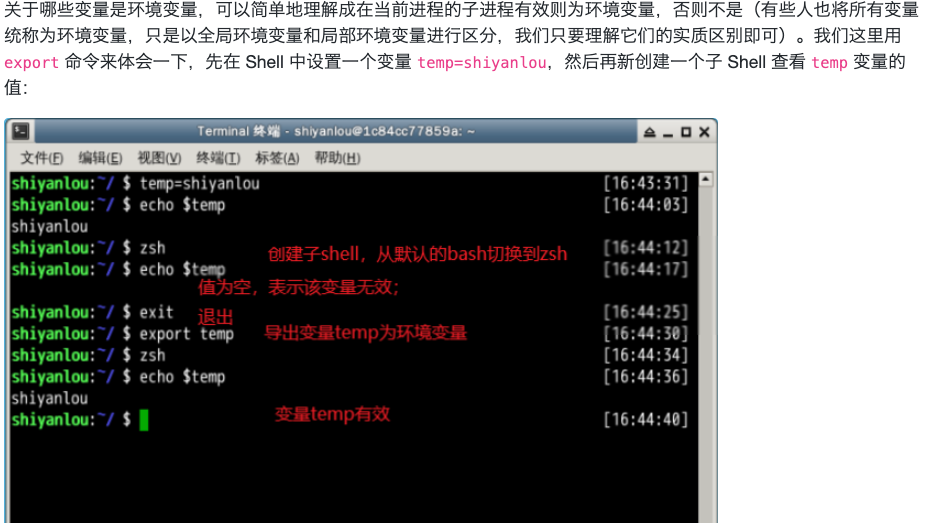 关于哪些变量是环境变量，可以简单地理解成在当前进程的子进程有效则为环境变量，否则不是（有些人也将所有变量
统称为环境变量，只是以全局环境变量和局部环境变量进行区分，我们只要理解它们的实质区别即可）。我们这里用
export 命令来体会一下，先在 Shell 中设置一个变量 temp=shiyanlou，然后再新创建一个子 Shell 查看 temp 变量的
值：
Terminal 终端 - shiyanlou@1c84cc77859a: ~
文件(F) 编辑(E) 视图(V) 终端(T) 标签(A) 帮助(H)
shiyanlou:~/ $ temp=shiyanlou [16:43:31]
shiyanlou:~/ $ echo $temp [16:44:03]
shiyanlou
shiyanlou:~/ $ zsh 创建子shell，从默认的bash切换到zsh [16:44:12]
shiyanlou:~/ $ echo $temp [16:44:17]
值为空，表示该变量无效；
shiyanlou:~/ $ exit 退出 [16:44:25]
shiyanlou:~/ $ export temp 导出变量temp为环境变量 [16:44:30]
shiyanlou:~/ $ zsh [16:44:34]
shiyanlou:~/ $ echo $temp [16:44:36]
shiyanlou
shiyanlou:~/ $ 变量temp有效 [16:44:40]